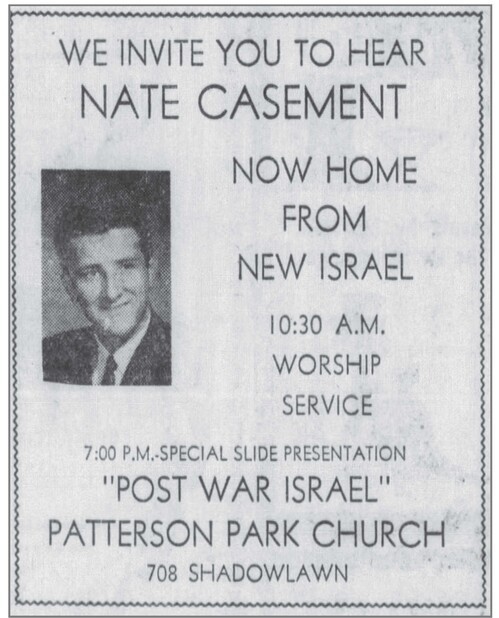 WE INVITE YOU TO HEAR
NATE CASEMENT
NOW HOME
FROM
NEW ISRAEL
10:30 A.M.
WORSHIP
SERVICE
7:00 P.M.-SPECIAL SLIDE PRESENTATION
"POST WAR ISRAEL"
PATTERSON PARK CHURCH
708 SHADOWLAWN